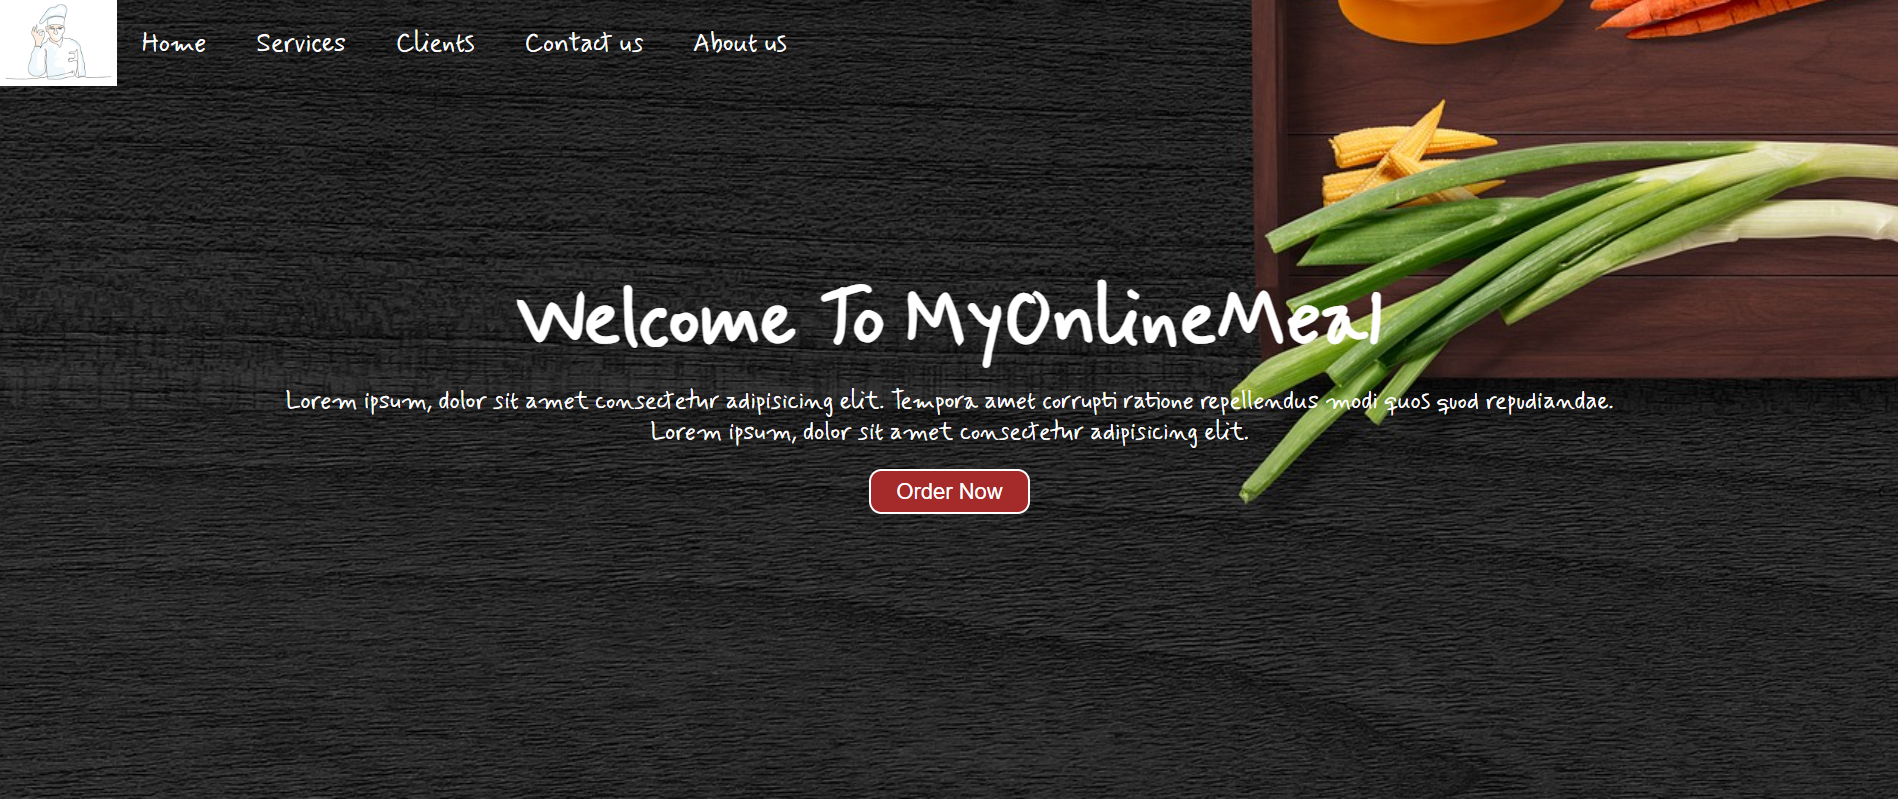 Home Services Clients Contact us About us
Welcome To MyOnlineMeal
Lorem ipsum, dolor sit amet consectetur adipisicing elit. Tempora amet corrupti ratione repellendus modi quos quod repudiandae.
Lorem ipsum, dolor sit amet consectetur adipisicing elit.
Order Now